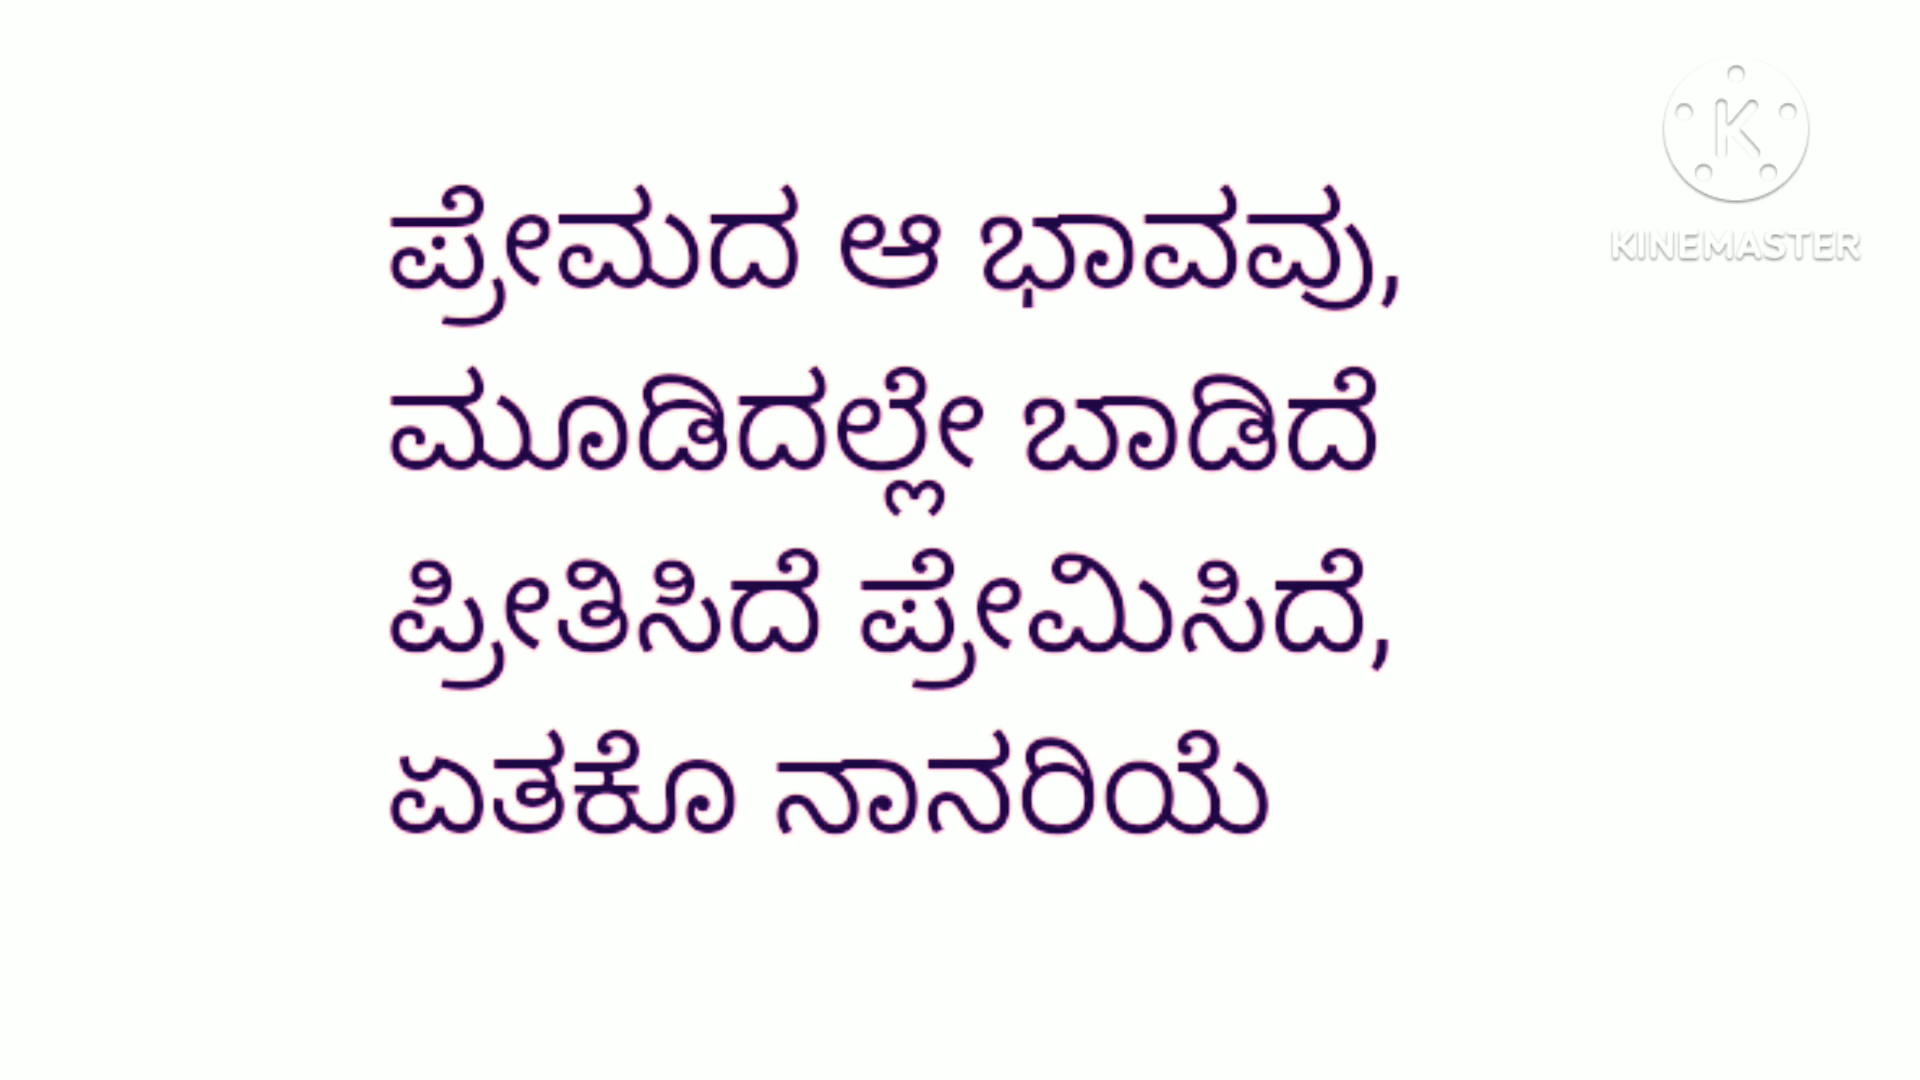 ಪ್ರೇಮದ ಆ ಭಾವವು,
ಮೂಡಿದಲ್ಲೇ ಬಾಡಿದೆ
ಪ್ರೀತಿಸಿದೆ ಪ್ರೇಮಿಸಿದೆ,
ಏತಕೊ ನಾನರಿಯೆ
K
KINEMASTER